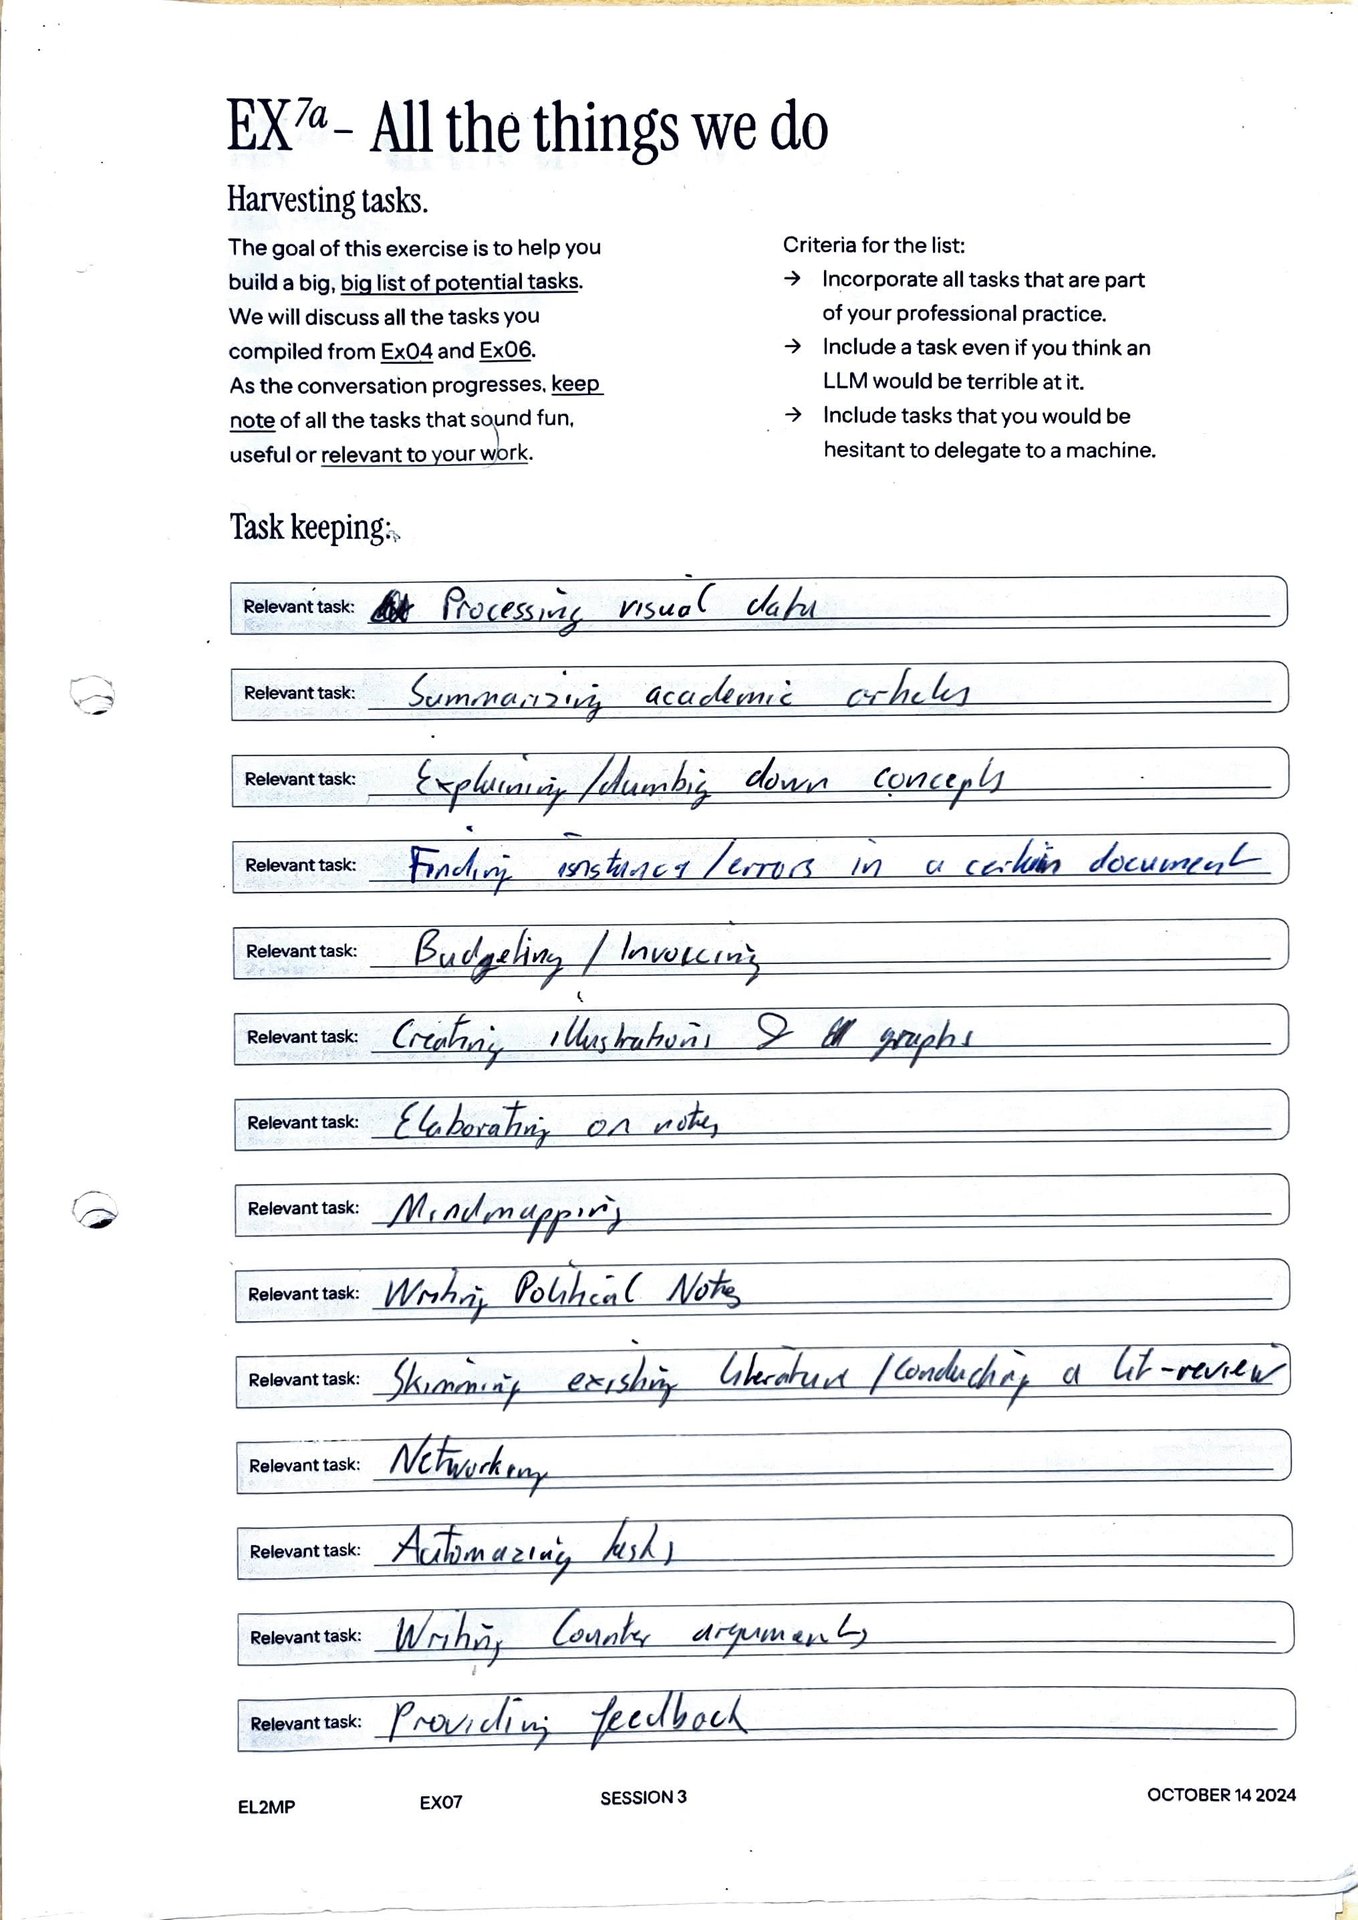 EX7a – All the things we do
Harvesting tasks.
The goal of this exercise is to help you
build a big, big list of potential tasks.
We will discuss all the tasks you
compiled from Ex04 and Ex06.
As the conversation progresses, keep
note of all the tasks that sound fun,
useful or relevant to your work.
Criteria for the list:
→ Incorporate all tasks that are part
of your professional practice.
→ Include a task even if you think an
LLM would be terrible at it.
→ Include tasks that you would be
hesitant to delegate to a machine.
Task keeping:
Relevant task: Processing visual data
Relevant task: Summarizing academic articles
Relevant task: Explaining/dumbig down concepts
Relevant task: Finding instances/errors in a certain document
Relevant task: Budgeting / Invoicing
Relevant task: Creating illustrations & graphs
Relevant task: Elaborating on notes
Relevant task: Mindmapping
Relevant task: Writing Political Notes
Relevant task: Skimming existing literature /conducting a lit-review
Relevant task: Networking
Relevant task: Automazing tasks
Relevant task: Writing Counter arguments
Relevant task: Providing feedback
EL2MP EX07 SESSION 3 OCTOBER 14 2024